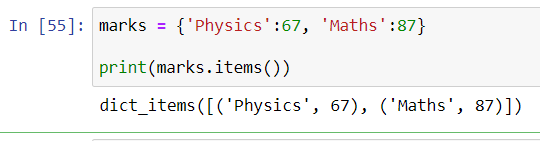 In [55]: marks = {'Physics':67, 'Maths':87}
print(marks.items())
dict_items([('Physics', 67), ('Maths', 87)])